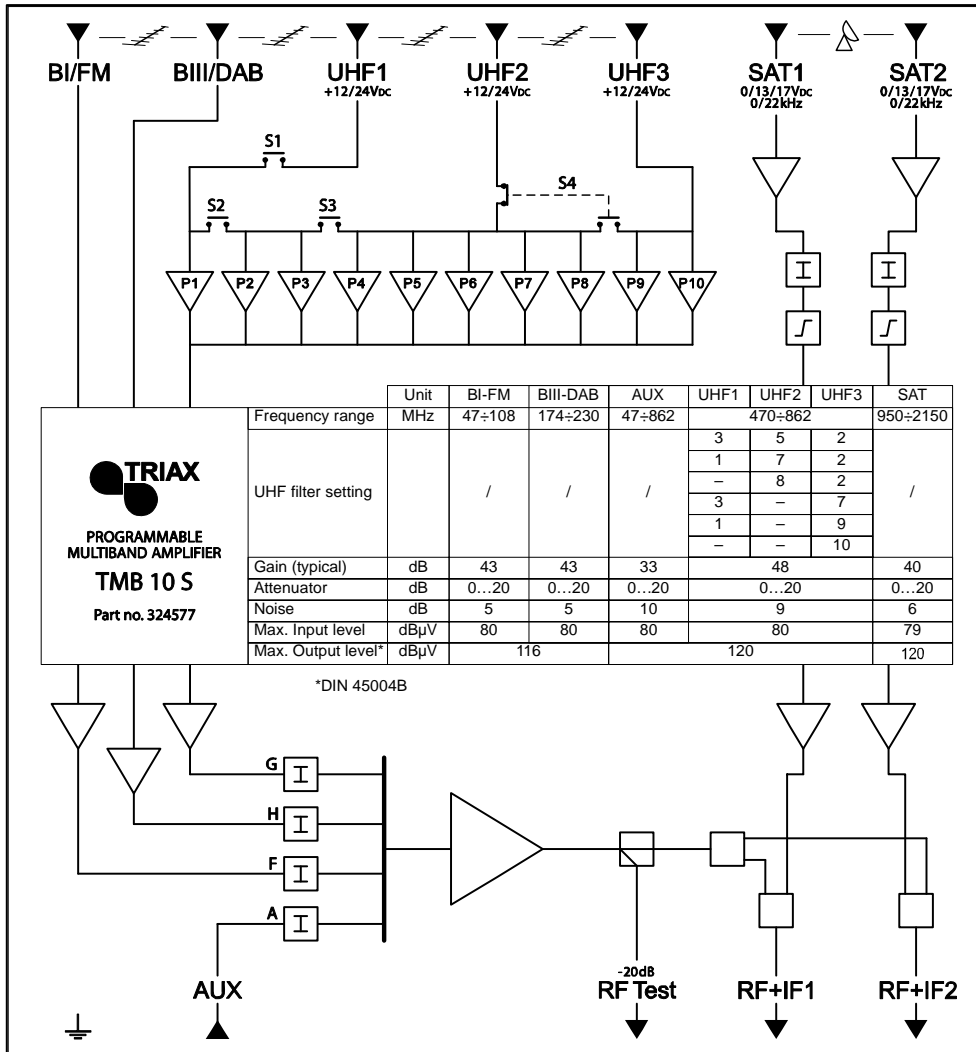 BI/FM BIII/DAB UHF1 UHF2 UHF3 SAT1 SAT2
+12/24VDC +12/24VDC +12/24VDC 0/13/17VDC 0/13/17VDC
0/22kHz 0/22kHz
S1
S4
S2 S3
P1 P2 P3 P4 P5 P6 P7 P8 P9 P10
Unit BI-FM BIII-DAB AUX UHF1 UHF2 UHF3 SAT
Frequency range MHz 47÷108 174÷230 47÷862 470÷862 950÷2150
TRIAX
PROGRAMMABLE
MULTIBAND AMPLIFIER
TMB 10 S
Part no. 324577
UHF filter setting / / / /
3 5 2
1 7 2
– 8 2
3 – 7
1 – 9
– – 10
Gain (typical) dB 43 43 33 48 40
Attenuator dB 0...20 0...20 0...20 0...20 0...20
Noise dB 5 5 10 9 6
Max. Input level dBµV 80 80 80 80 79
Max. Output level* dBµV 116 120 120
*DIN 45004B
G
H
F
A
-20dB
AUX RF Test RF+IF1 RF+IF2